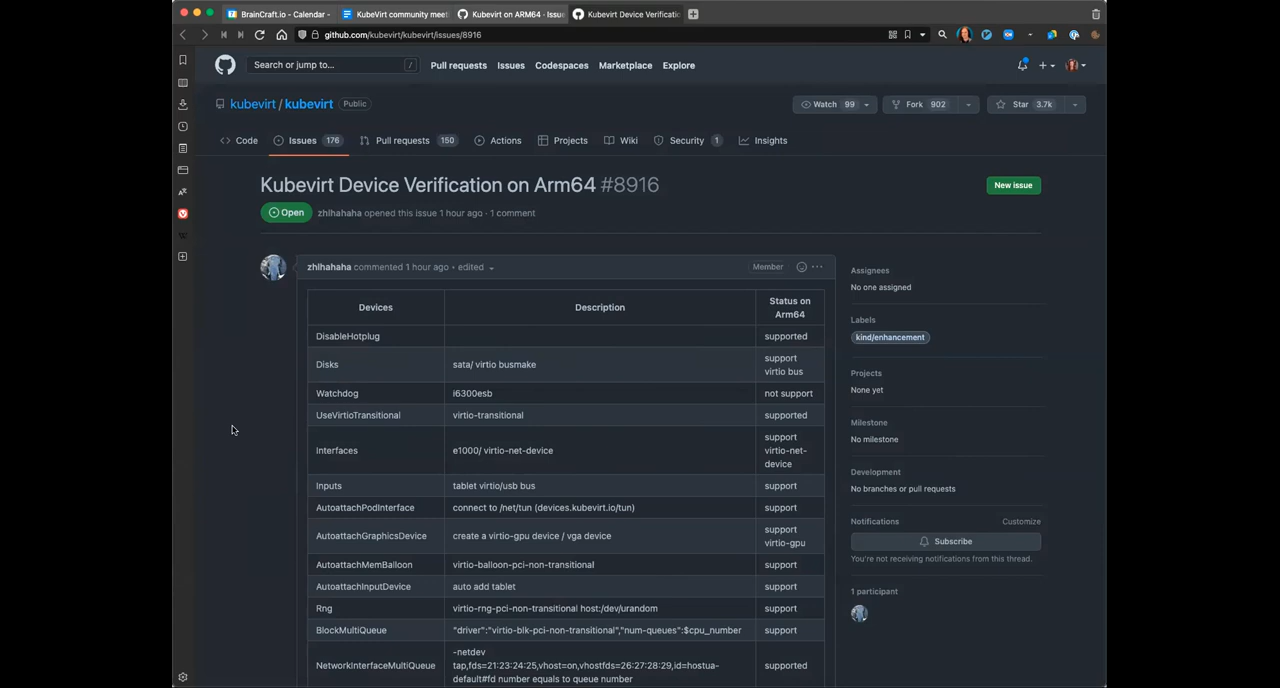 BrainCraft.io - Calendar -
KubeVirt community mee
Kubevirt on ARM64 · Issu
Kubevirt Device Verificatio
github.com/kubevirt/kubevirt/issues/8916
Search or jump to...
/
Pull requests
Issues
Codespaces
Marketplace
Explore
kubevirt / kubevirt
Public
Watch 99
Fork 902
Star 3.7k
Code
Issues 176
Pull requests 150
Actions
Projects
Wiki
Security 1
Insights
Kubevirt Device Verification on Arm64 #8916
New issue
Open
zhlhahaha opened this issue 1 hour ago · 1 comment
zhlhahaha commented 1 hour ago • edited
Member
Devices
Description
Status on
Arm64
DisableHotplug
supported
Disks
sata/ virtio busmake
support
virtio bus
Watchdog
i6300esb
not support
UseVirtioTransitional
virtio-transitional
supported
Interfaces
e1000/ virtio-net-device
support
virtio-net-
device
Inputs
tablet virtio/usb bus
support
AutoattachPodInterface
connect to /net/tun (devices.kubevirt.io/tun)
support
AutoattachGraphicsDevice
create a virtio-gpu device / vga device
support
virtio-gpu
AutoattachMemBalloon
virtio-balloon-pci-non-transitional
support
AutoattachInputDevice
auto add tablet
support
Rng
virtio-rng-pci-non-transitional host:/dev/urandom
support
BlockMultiQueue
"driver":"virtio-blk-pci-non-transitional","num-queues":$cpu_number
support
NetworkInterfaceMultiQueue
-netdev
tap,fds=21:23:24:25,vhost=on,vhostfds=26:27:28:29,id=hostua-
default#fd number equals to queue number
supported
Assignees
No one assigned
Labels
kind/enhancement
Projects
None yet
Milestone
No milestone
Development
No branches or pull requests
Notifications
Customize
Subscribe
You're not receiving notifications from this thread.
1 participant